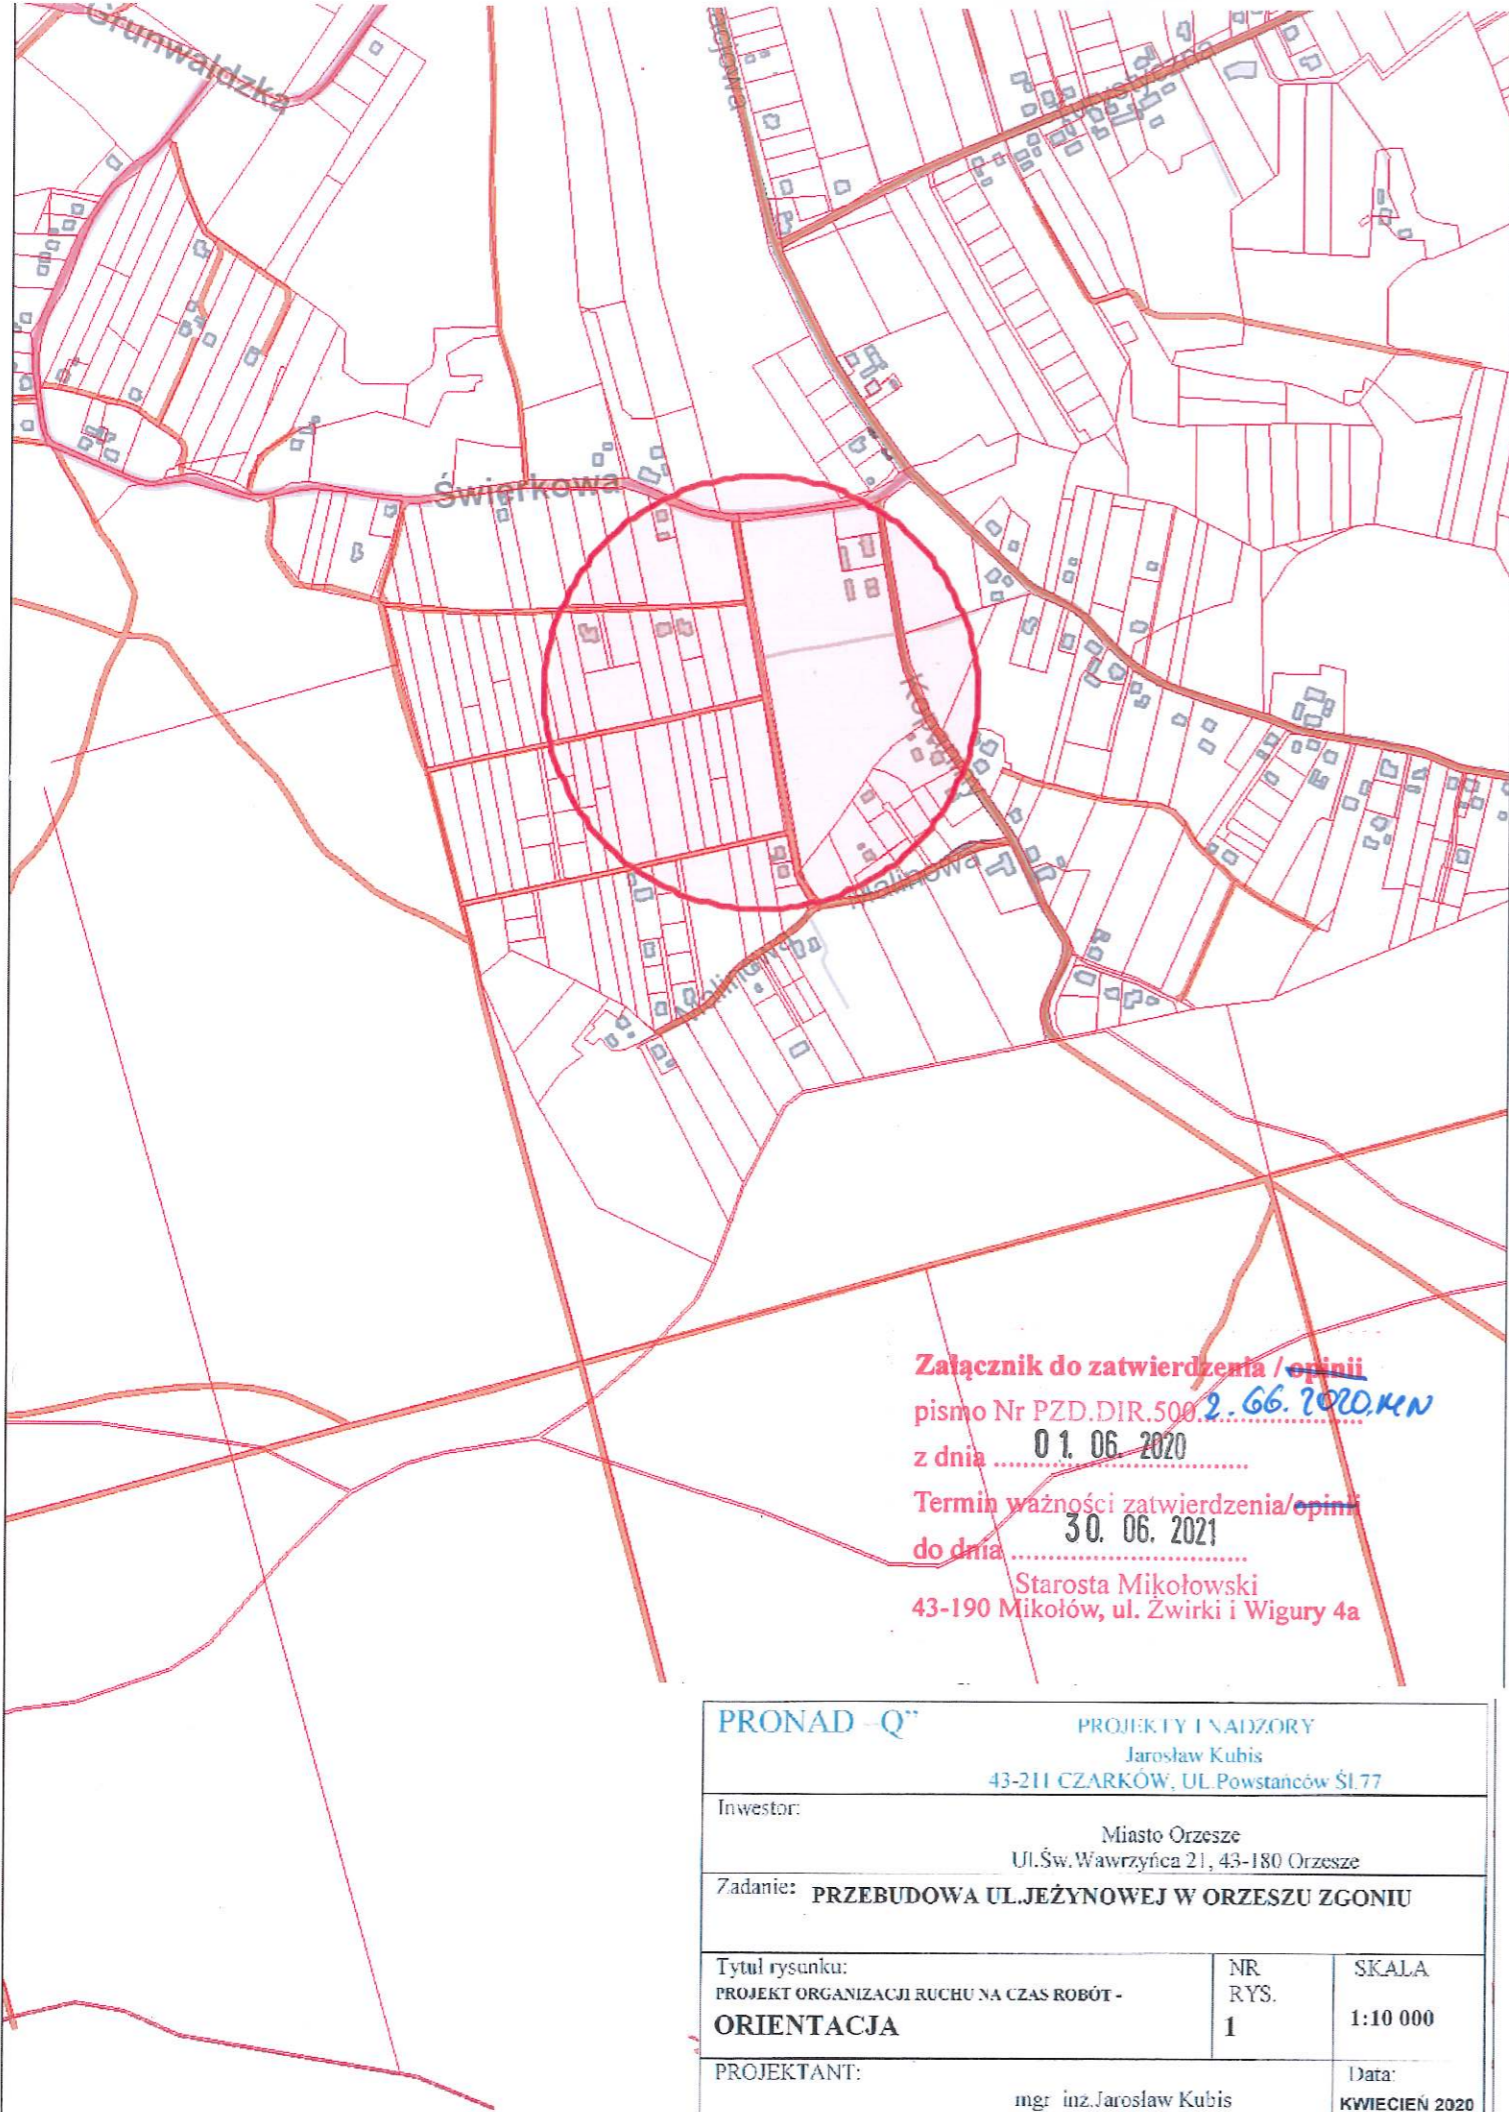 Grunwaldzka
Świerkowa
Malinowa
Załącznik do zatwierdzenia / opinii
pismo Nr PZD.DIR.500.2.66.2020.MN
z dnia 01. 06. 2020
Termin ważności zatwierdzenia/opinii
do dnia 30. 06. 2021
Starosta Mikołowski
43-190 Mikołów, ul. Żwirki i Wigury 4a
PRONAD –Q”
PROJEKTY I NADZORY
Jarosław Kubis
43-211 CZARKÓW, UL.Powstańców Śl.77
Inwestor:
Miasto Orzesze
Ul.Św.Wawrzyńca 21, 43-180 Orzesze
Zadanie: PRZEBUDOWA UL.JEŻYNOWEJ W ORZESZU ZGONIU
Tytuł rysunku:
PROJEKT ORGANIZACJI RUCHU NA CZAS ROBÓT -
ORIENTACJA
NR
RYS.
1
SKALA
1:10 000
PROJEKTANT:
mgr inż.Jarosław Kubis
Data:
KWIECIEŃ 2020